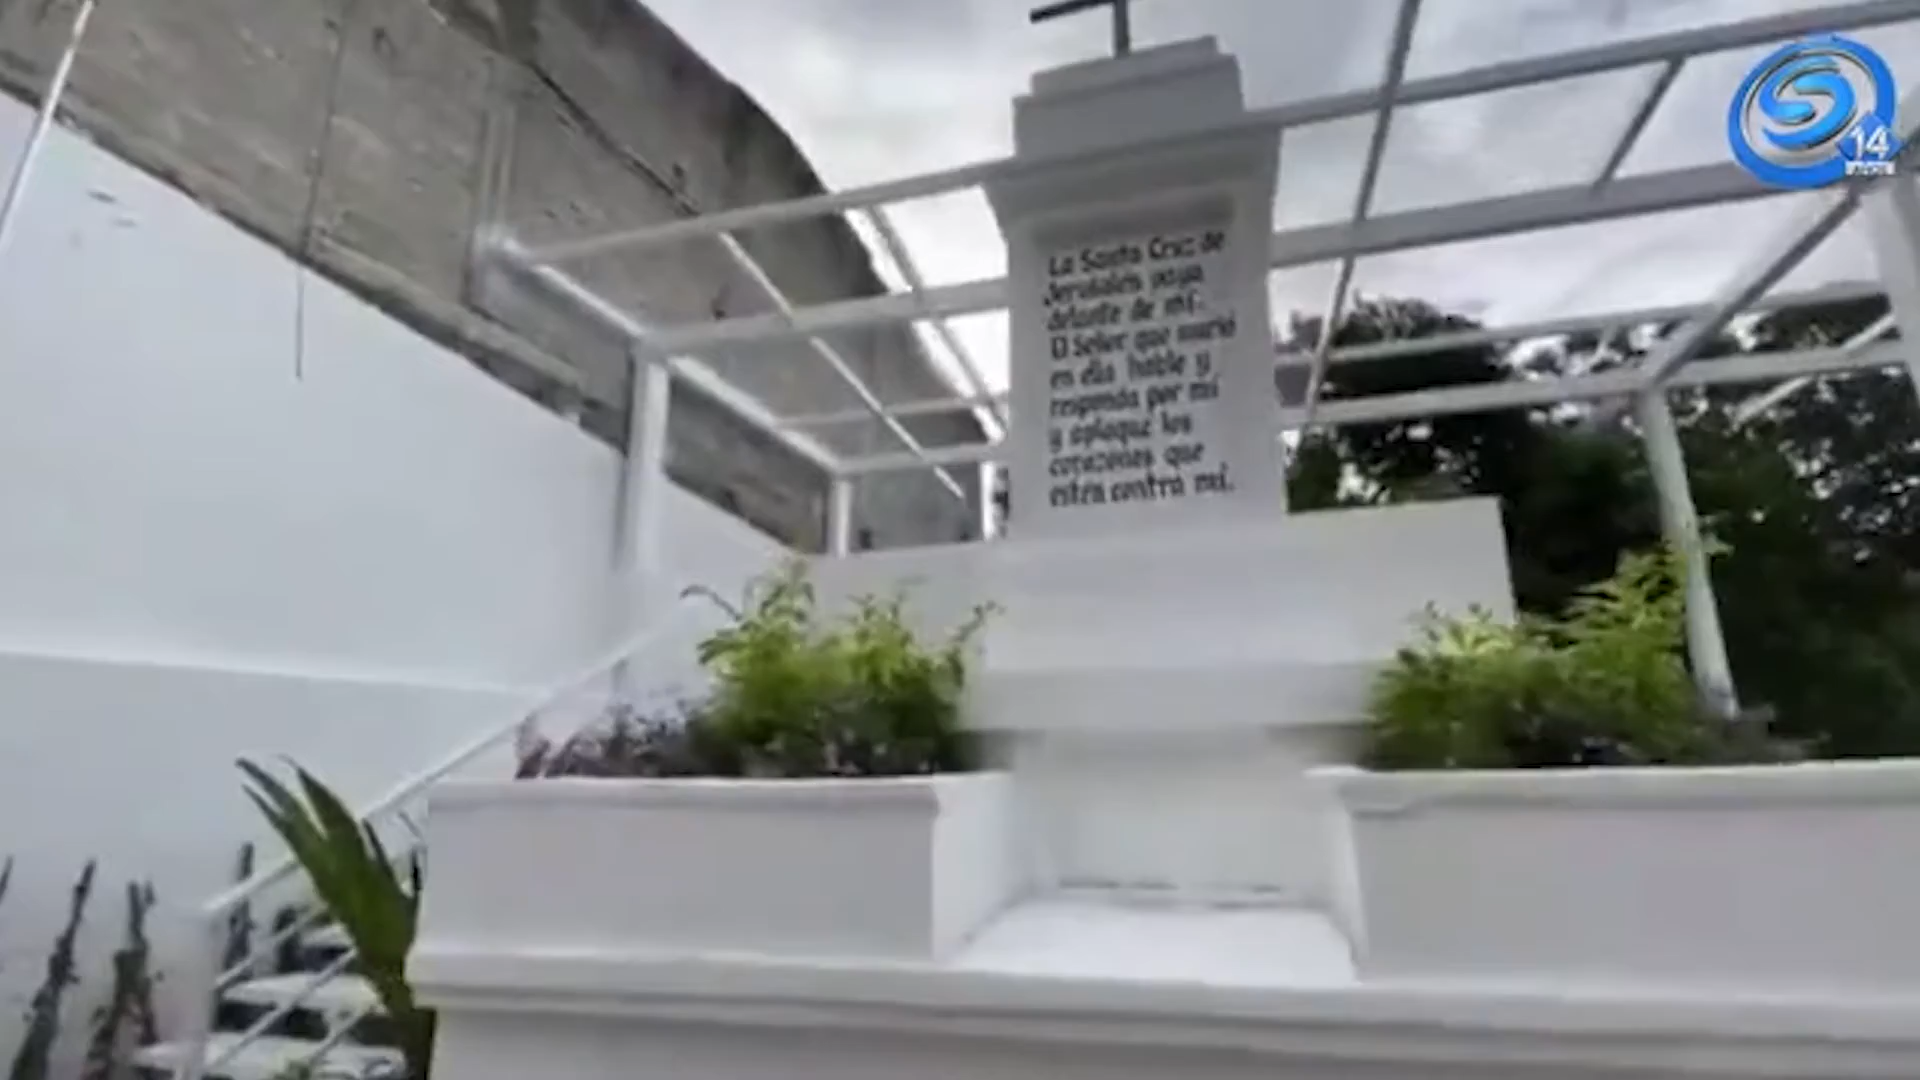 La Santa Cruz de
Jerusalén vaya
delante de mí.
El Señor que murió
en ella hable y
responda por mí
y aplaque los
corazones que
estén contra mí.
14